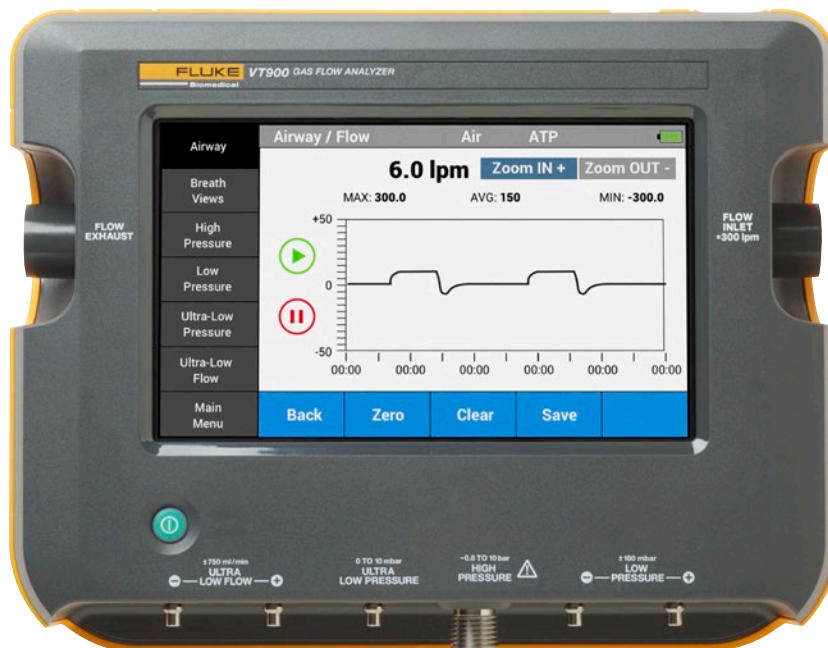 FLUKE VT900 GAS FLOW ANALYZER
Biomedical
Airway
Breath
Views
High
Pressure
Low
Pressure
Ultra-Low
Pressure
Ultra-Low
Flow
Main
Menu
Airway / Flow Air ATP
6.0 lpm Zoom IN + Zoom OUT -
MAX: 300.0 AVG: 150 MIN: -300.0
+50
0
-50
00:00 00:00 00:00 00:00 00:00 00:00
Back Zero Clear Save
FLOW
EXHAUST
FLOW
INLET
±300 lpm
±750 ml/min
ULTRA
LOW FLOW
0 TO 10 mbar
ULTRA
LOW PRESSURE
-0.8 TO 10 bar
HIGH
PRESSURE
±160 mbar
LOW
PRESSURE